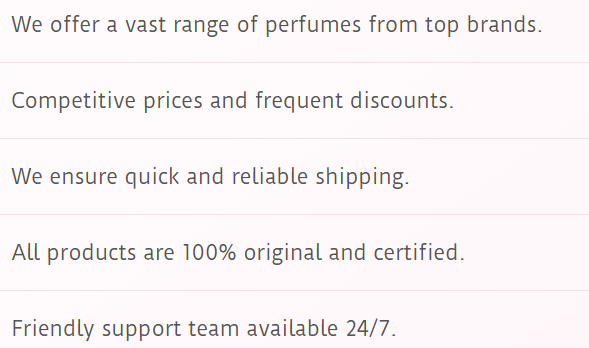 We offer a vast range of perfumes from top brands.
Competitive prices and frequent discounts.
We ensure quick and reliable shipping.
All products are 100% original and certified.
Friendly support team available 24/7.